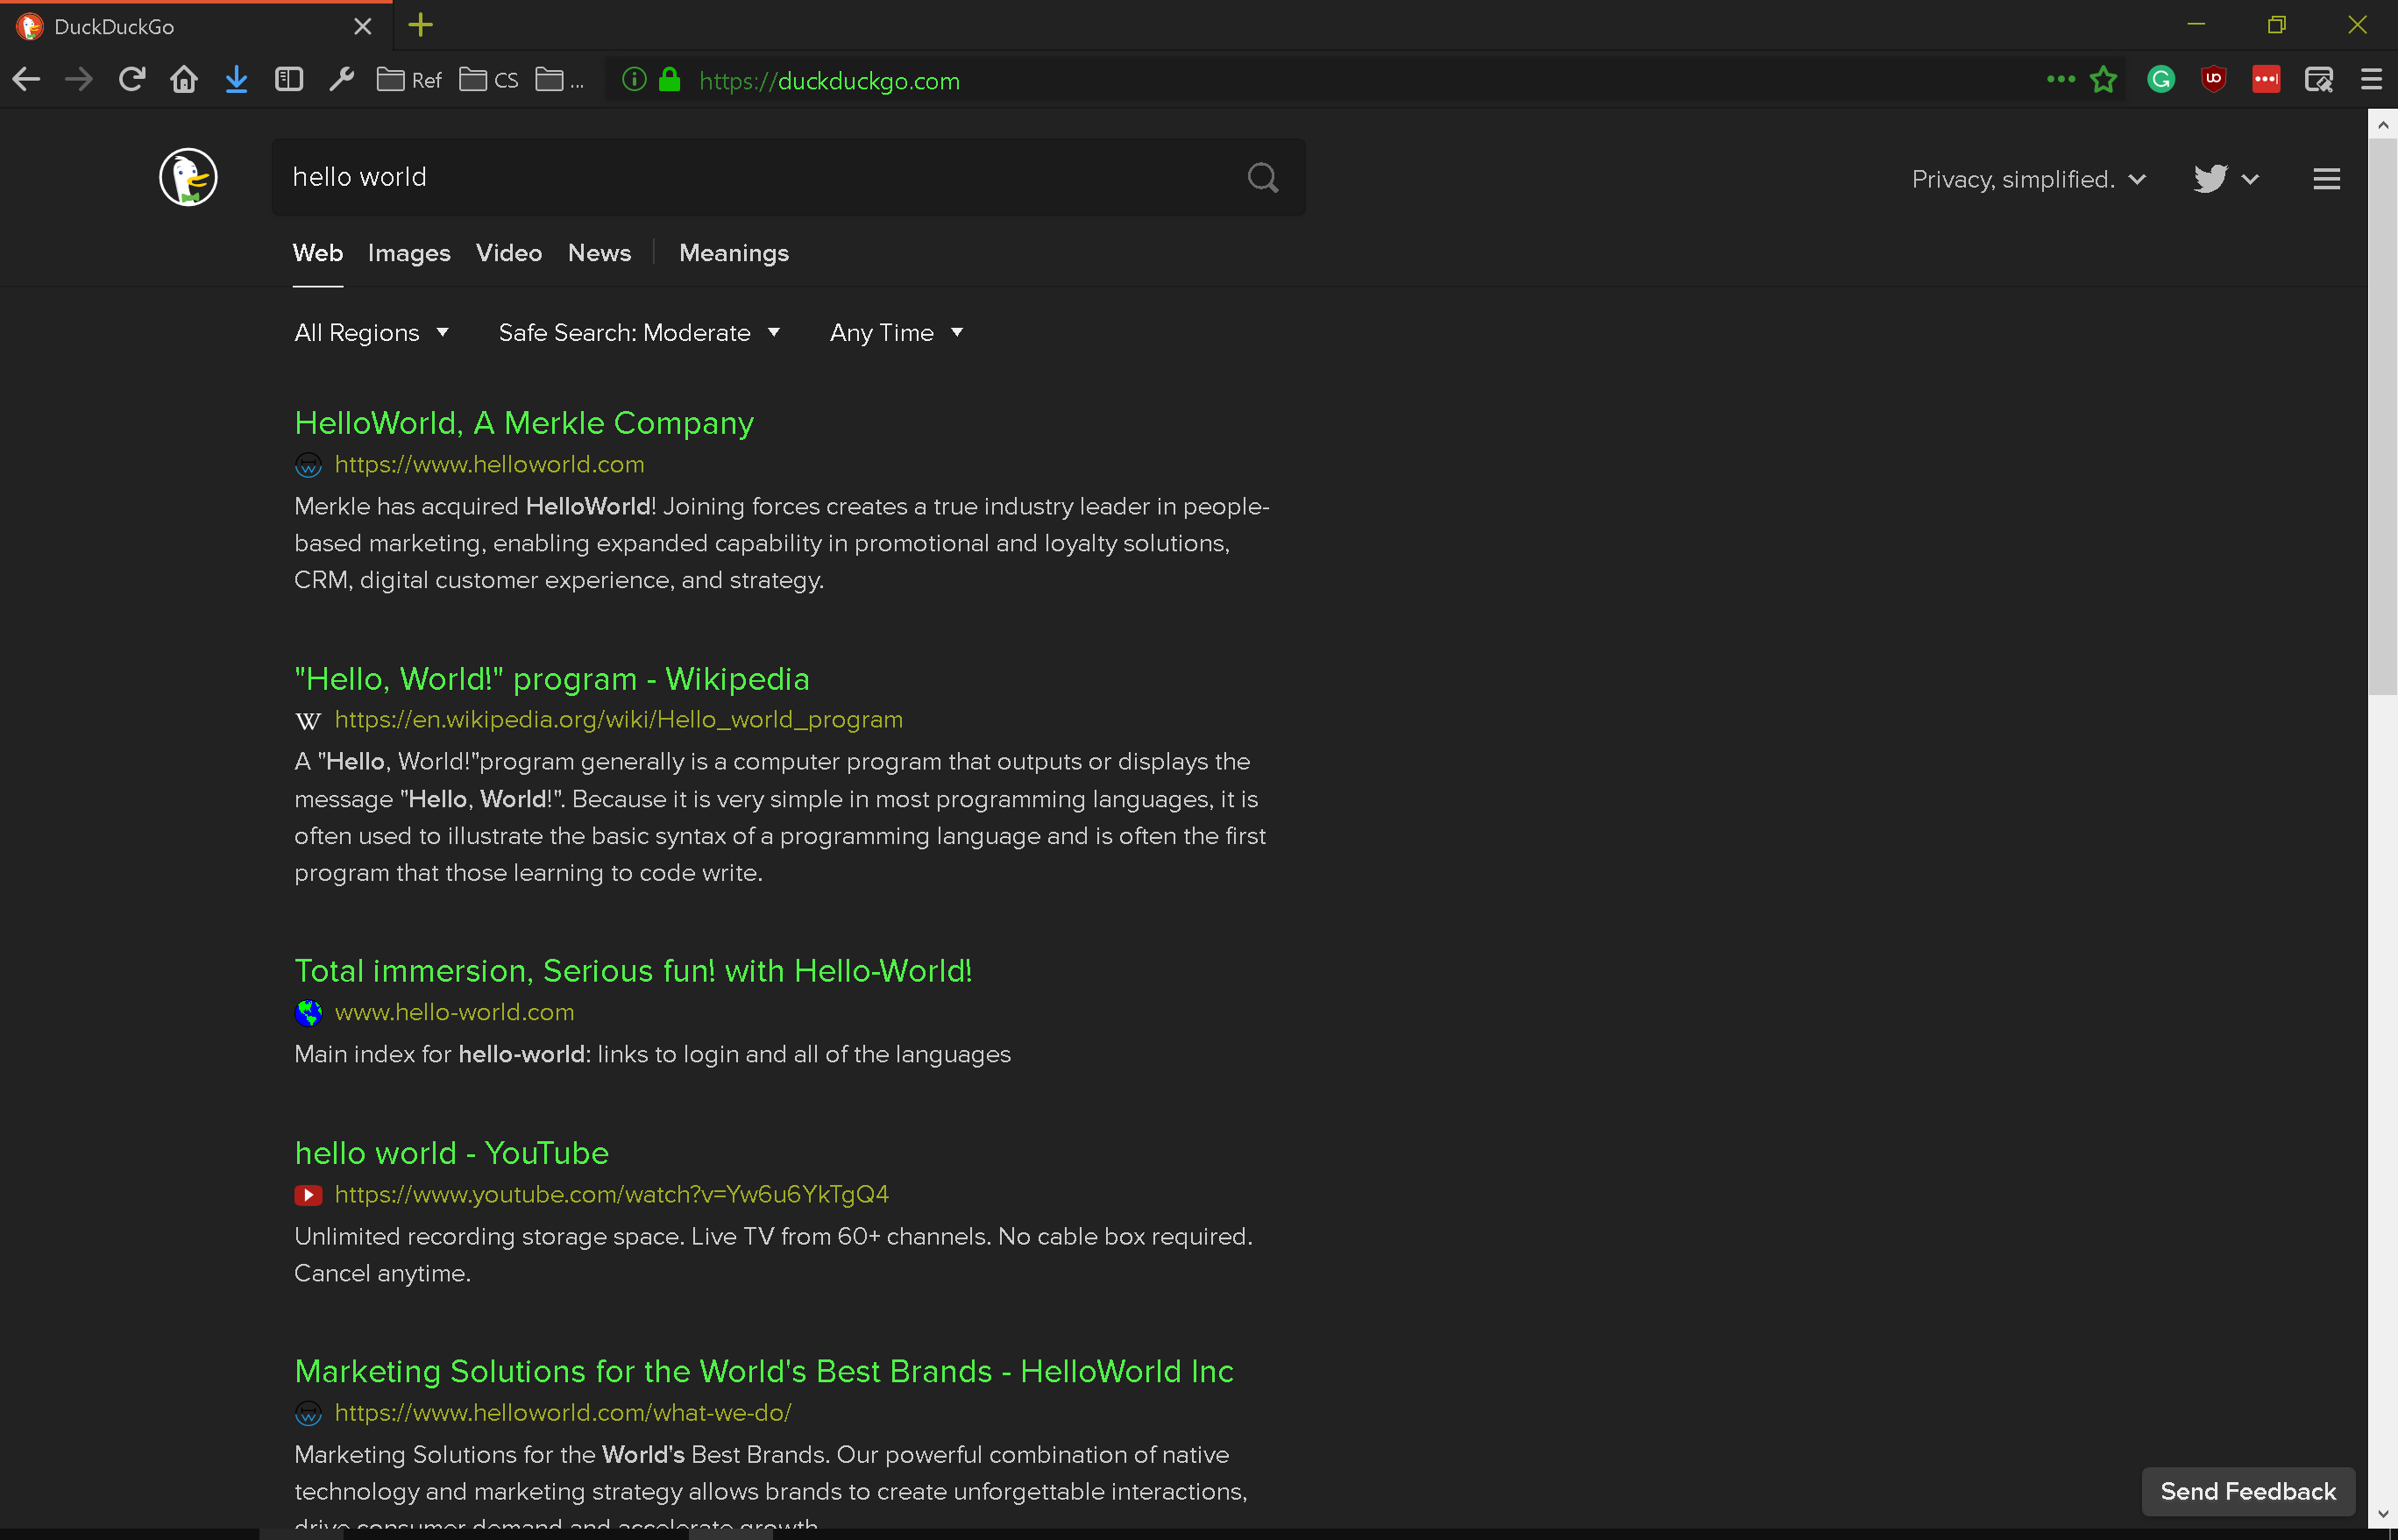 DuckDuckGo
Ref CS ... https://duckduckgo.com
hello world
Privacy, simplified.
Web Images Video News Meanings
All Regions Safe Search: Moderate Any Time
HelloWorld, A Merkle Company
https://www.helloworld.com
Merkle has acquired HelloWorld! Joining forces creates a true industry leader in people-
based marketing, enabling expanded capability in promotional and loyalty solutions,
CRM, digital customer experience, and strategy.
"Hello, World!" program - Wikipedia
W https://en.wikipedia.org/wiki/Hello_world_program
A "Hello, World!"program generally is a computer program that outputs or displays the
message "Hello, World!". Because it is very simple in most programming languages, it is
often used to illustrate the basic syntax of a programming language and is often the first
program that those learning to code write.
Total immersion, Serious fun! with Hello-World!
www.hello-world.com
Main index for hello-world: links to login and all of the languages
hello world - YouTube
https://www.youtube.com/watch?v=Yw6u6YkTgQ4
Unlimited recording storage space. Live TV from 60+ channels. No cable box required.
Cancel anytime.
Marketing Solutions for the World's Best Brands - HelloWorld Inc
https://www.helloworld.com/what-we-do/
Marketing Solutions for the World's Best Brands. Our powerful combination of native
technology and marketing strategy allows brands to create unforgettable interactions,
drive consumer demand and accelerate growth
Send Feedback